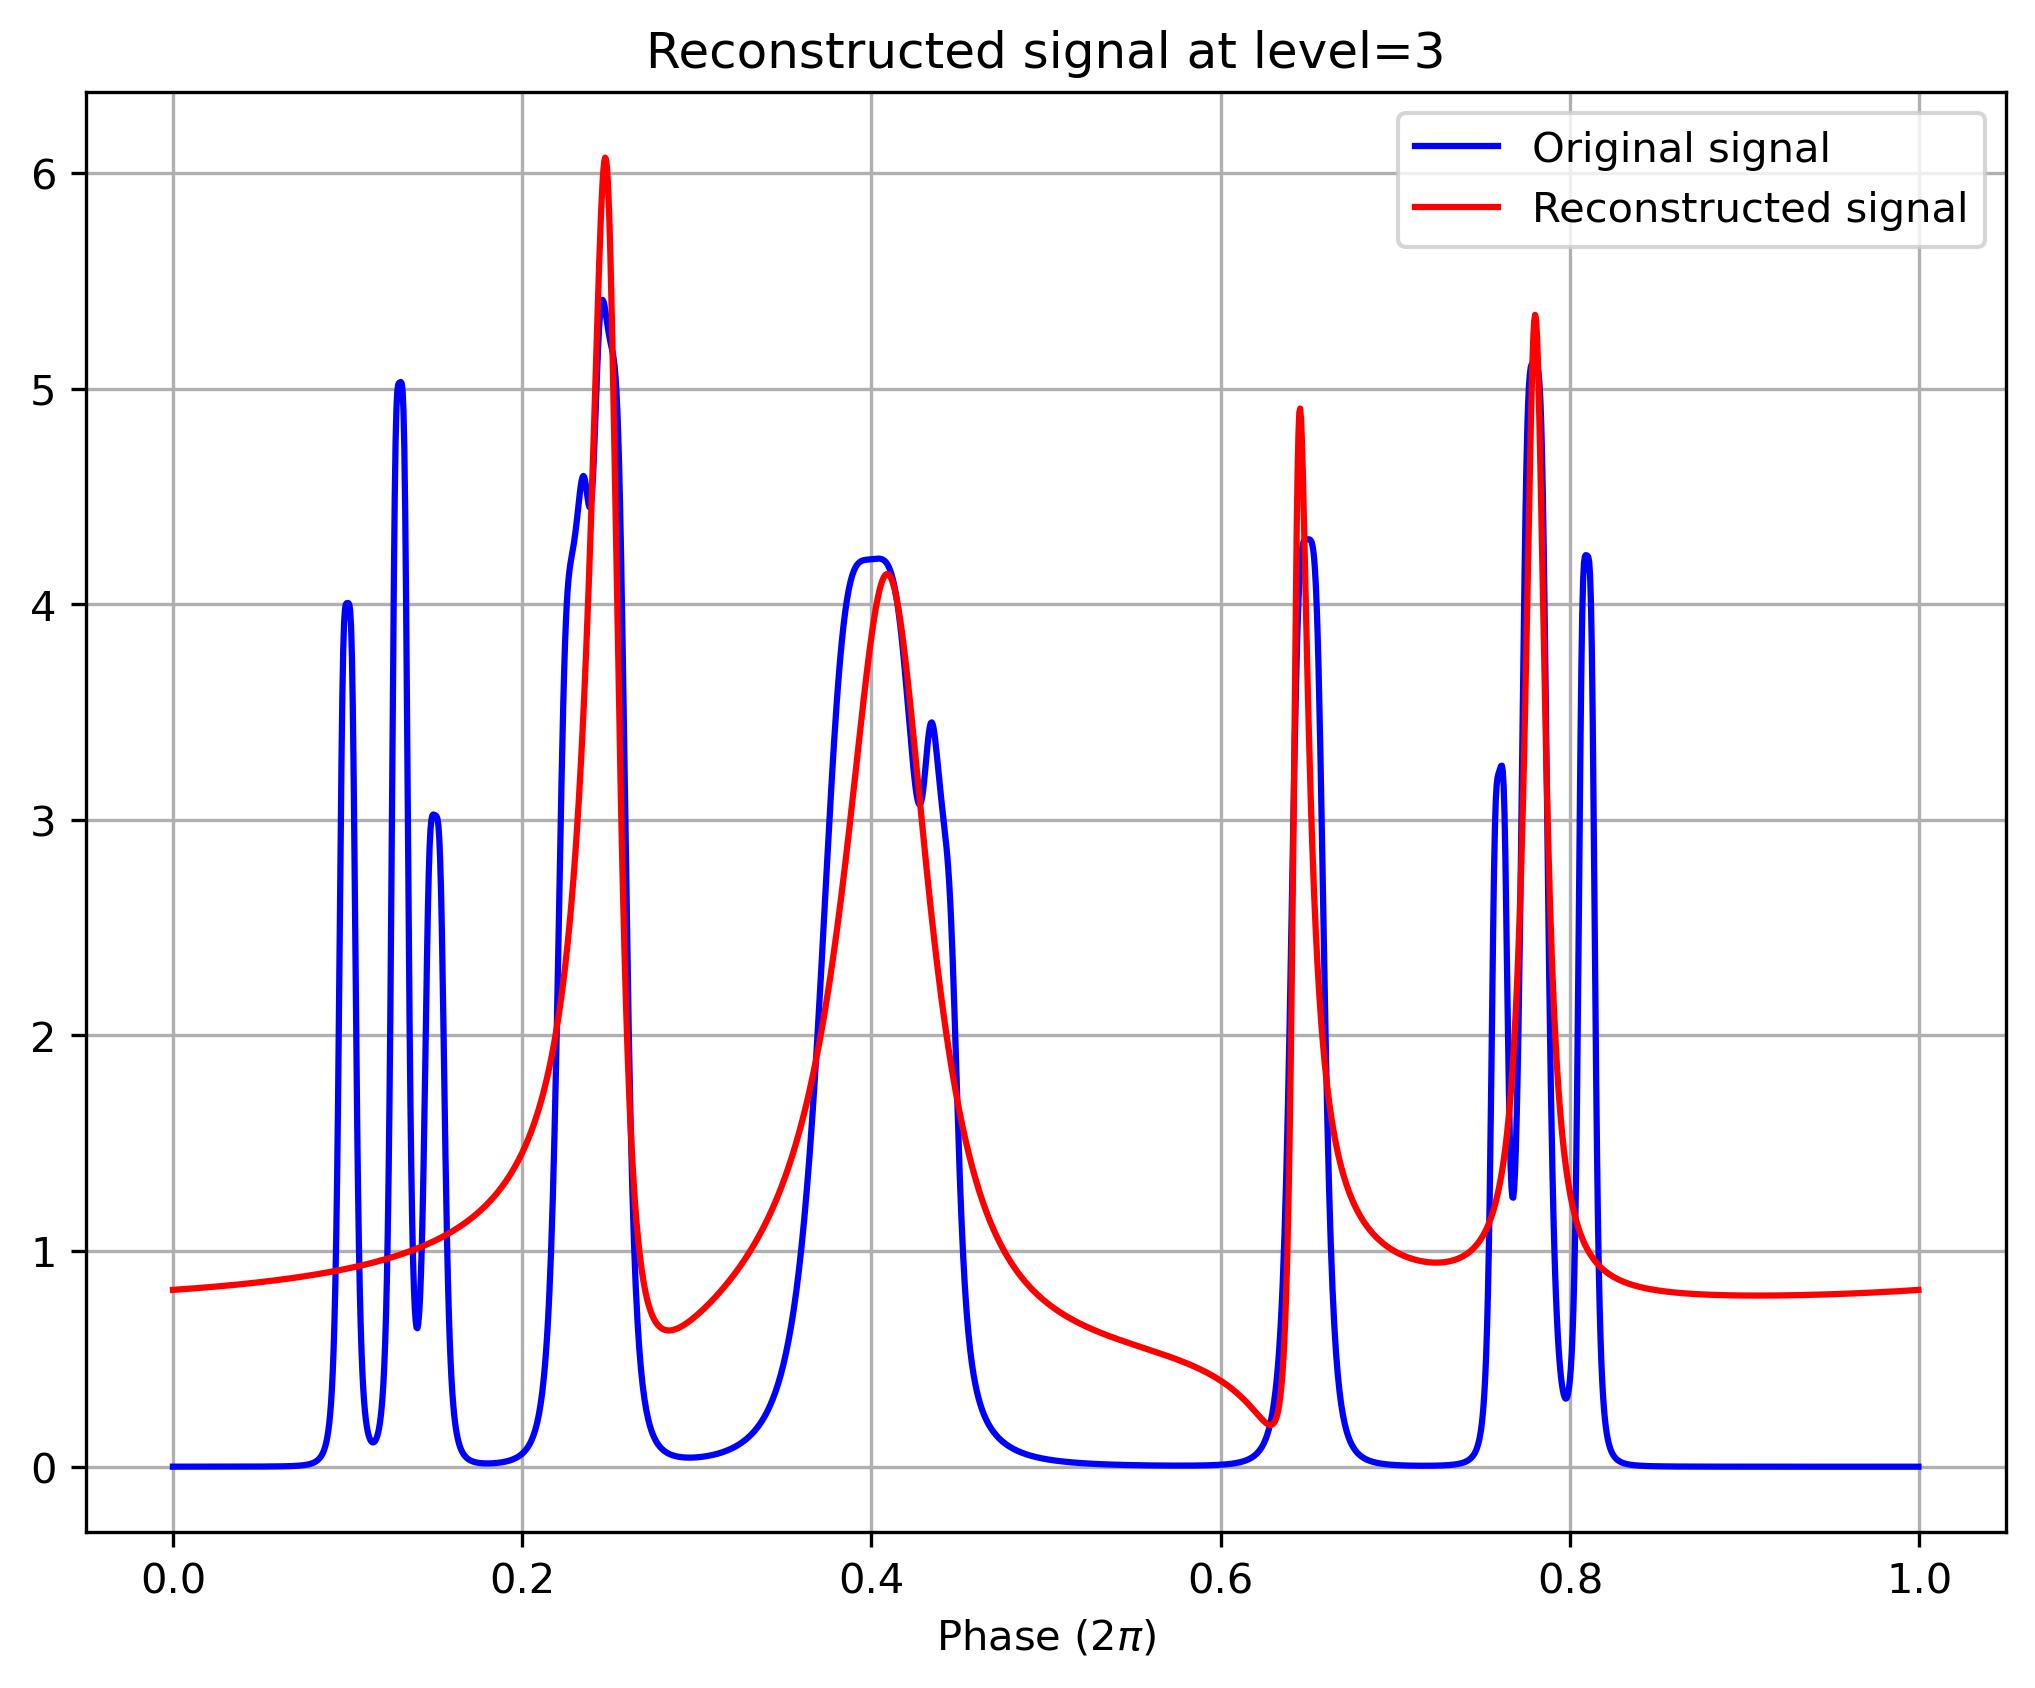 Reconstructed signal at level=3
Original signal
Reconstructed signal
6
5
4
3
2
1
0
0.0 0.2 0.4 0.6 0.8 1.0
Phase (2π)